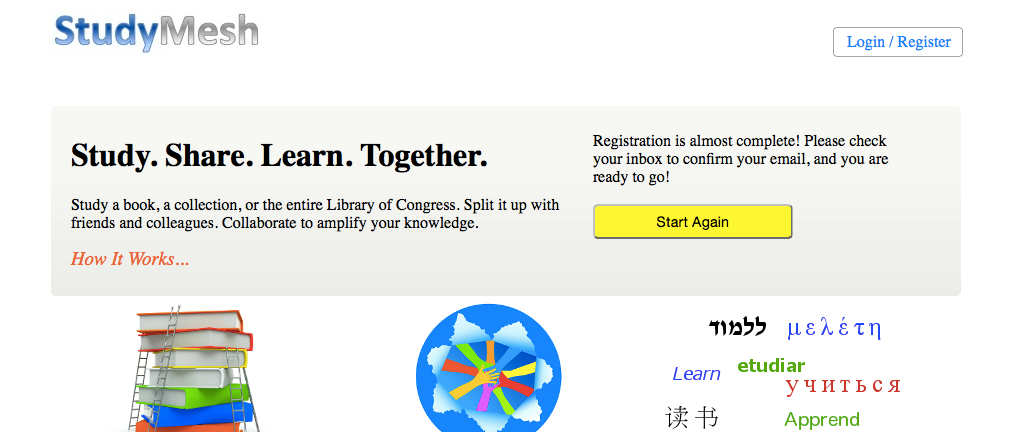 StudyMesh
Login / Register
Study. Share. Learn. Together.
Study a book, a collection, or the entire Library of Congress. Split it up with
friends and colleagues. Collaborate to amplify your knowledge.
How It Works...
Registration is almost complete! Please check
your inbox to confirm your email, and you are
ready to go!
Start Again
ללמוד μελέτη
Learn etudiar
учиться
读书 Apprend